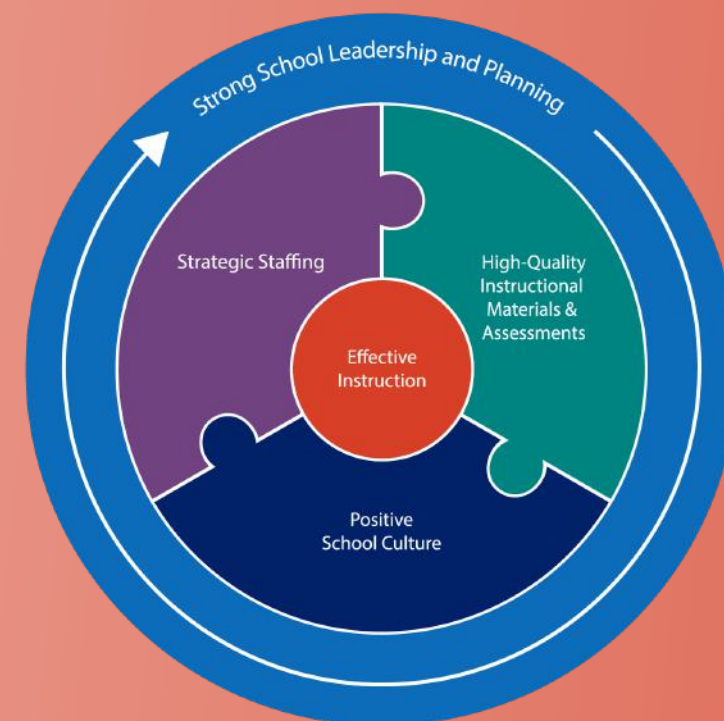 Strong School Leadership and Planning
Strategic Staffing
High-Quality
Instructional
Materials &
Assessments
Effective
Instruction
Positive
School Culture